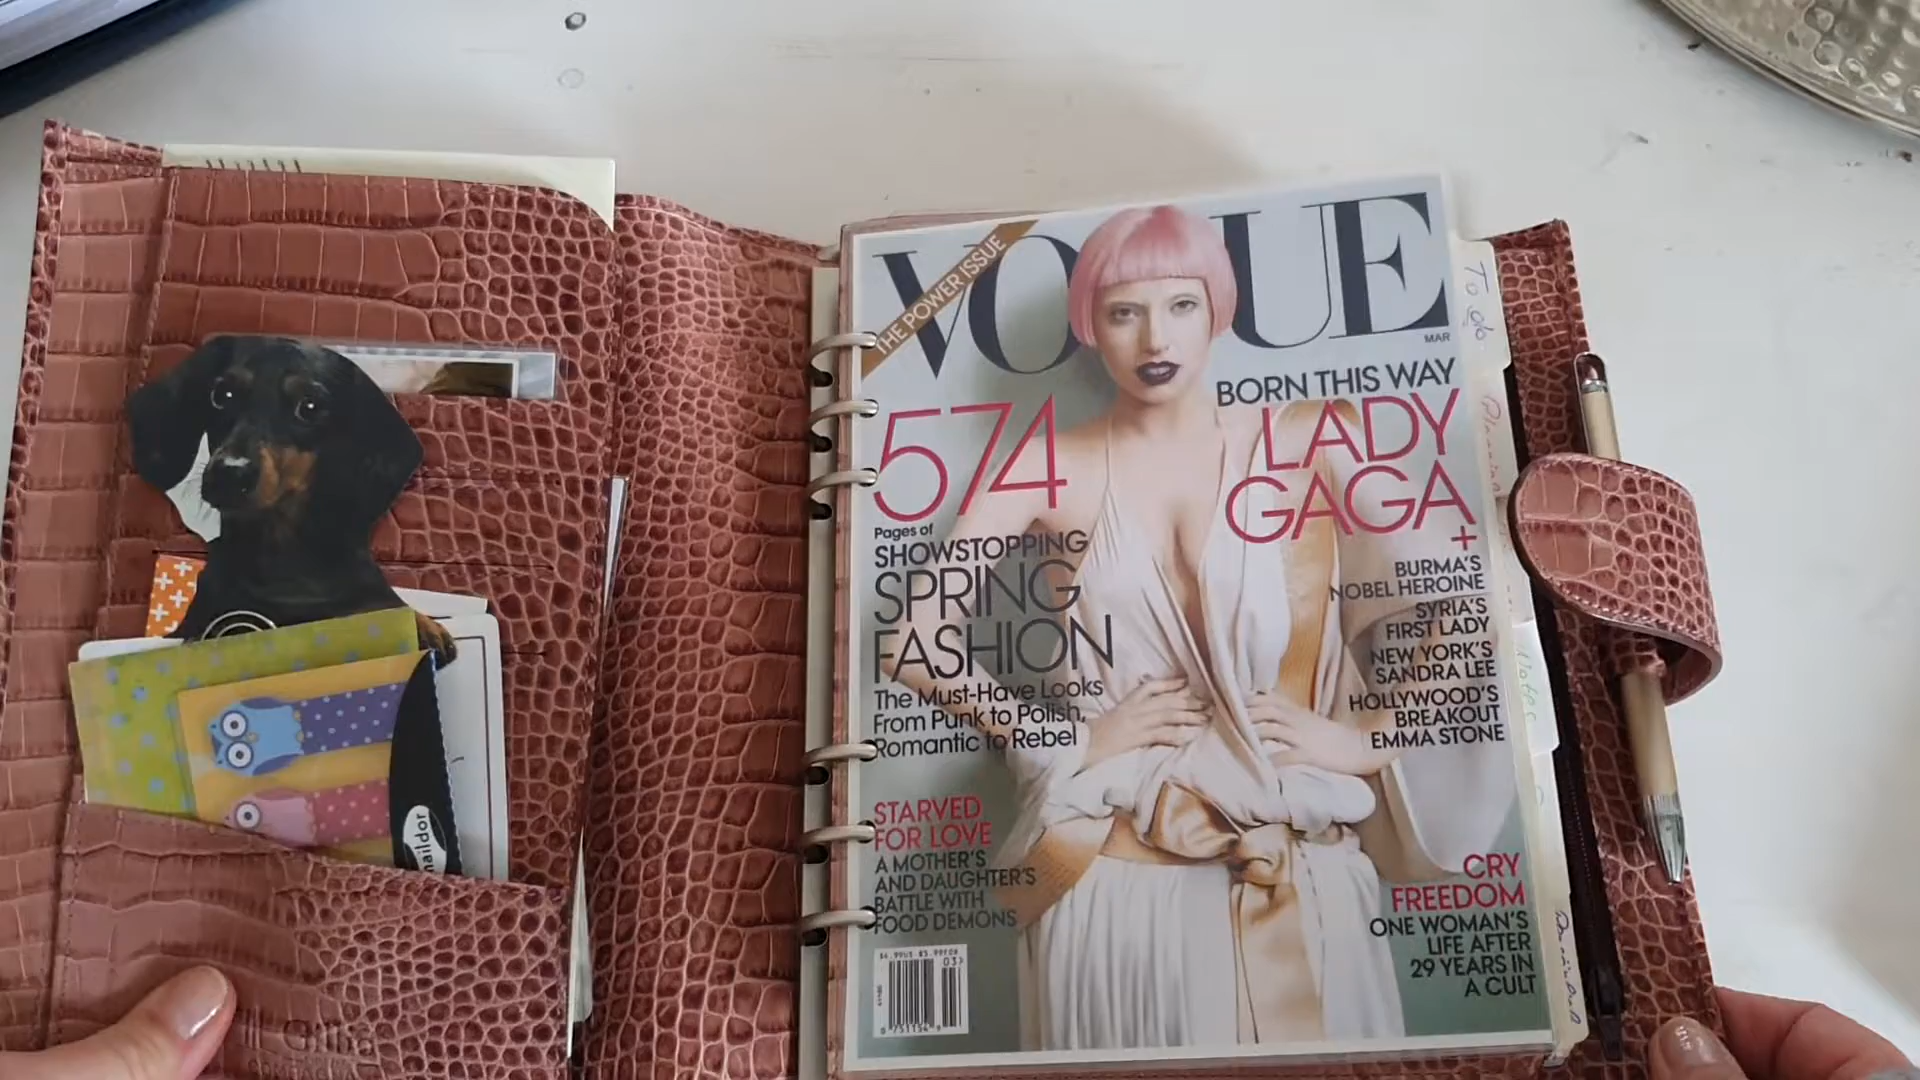 VOGUE
THE POWER ISSUE
MAR
BORN THIS WAY
LADY
GAGA
+
574
Pages of
SHOWSTOPPING
SPRING
FASHION
The Must-Have Looks
From Punk to Polish,
Romantic to Rebel
BURMA'S
NOBEL HEROINE
SYRIA'S
FIRST LADY
NEW YORK'S
SANDRA LEE
HOLLYWOOD'S
BREAKOUT
EMMA STONE
STARVED
FOR LOVE
A MOTHER'S
AND DAUGHTER'S
BATTLE WITH
FOOD DEMONS
CRY
FREEDOM
ONE WOMAN'S
LIFE AFTER
29 YEARS IN
A CULT
03>
To do
Notes
maildor